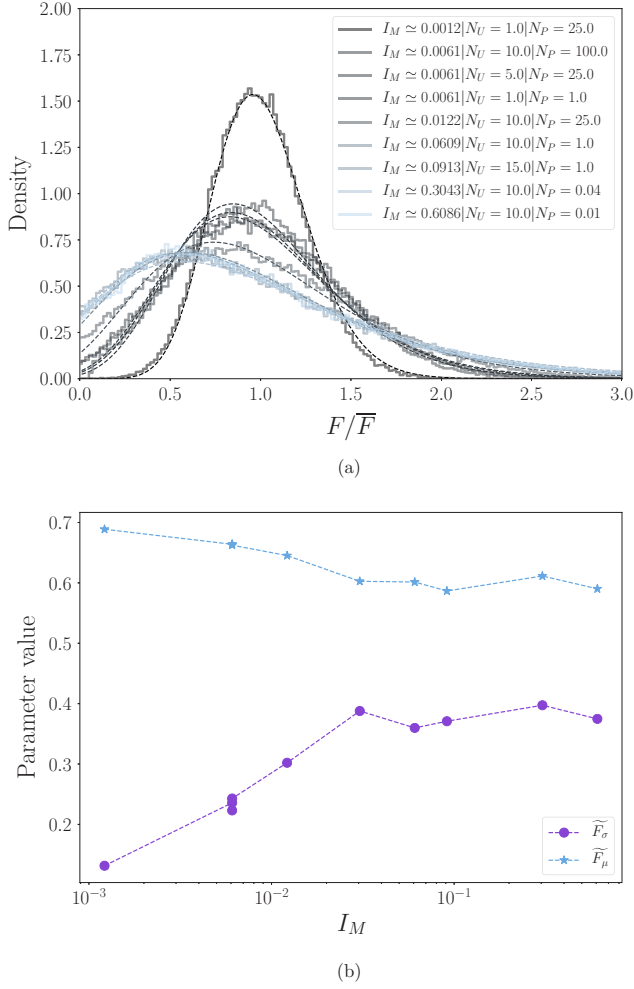 2.00
1.75
1.50
1.25
1.00
0.75
0.50
0.25
0.00
Density
I_M ≃ 0.0012|N_U = 1.0|N_P = 25.0
I_M ≃ 0.0061|N_U = 10.0|N_P = 100.0
I_M ≃ 0.0061|N_U = 5.0|N_P = 25.0
I_M ≃ 0.0061|N_U = 1.0|N_P = 1.0
I_M ≃ 0.0122|N_U = 10.0|N_P = 25.0
I_M ≃ 0.0609|N_U = 10.0|N_P = 1.0
I_M ≃ 0.0913|N_U = 15.0|N_P = 1.0
I_M ≃ 0.3043|N_U = 10.0|N_P = 0.04
I_M ≃ 0.6086|N_U = 10.0|N_P = 0.01
0.0 0.5 1.0 1.5 2.0 2.5 3.0
F/F̅
(a)
0.7
0.6
0.5
0.4
0.3
0.2
Parameter value
F̃_σ
F̃_μ
10⁻³ 10⁻² 10⁻¹
I_M
(b)